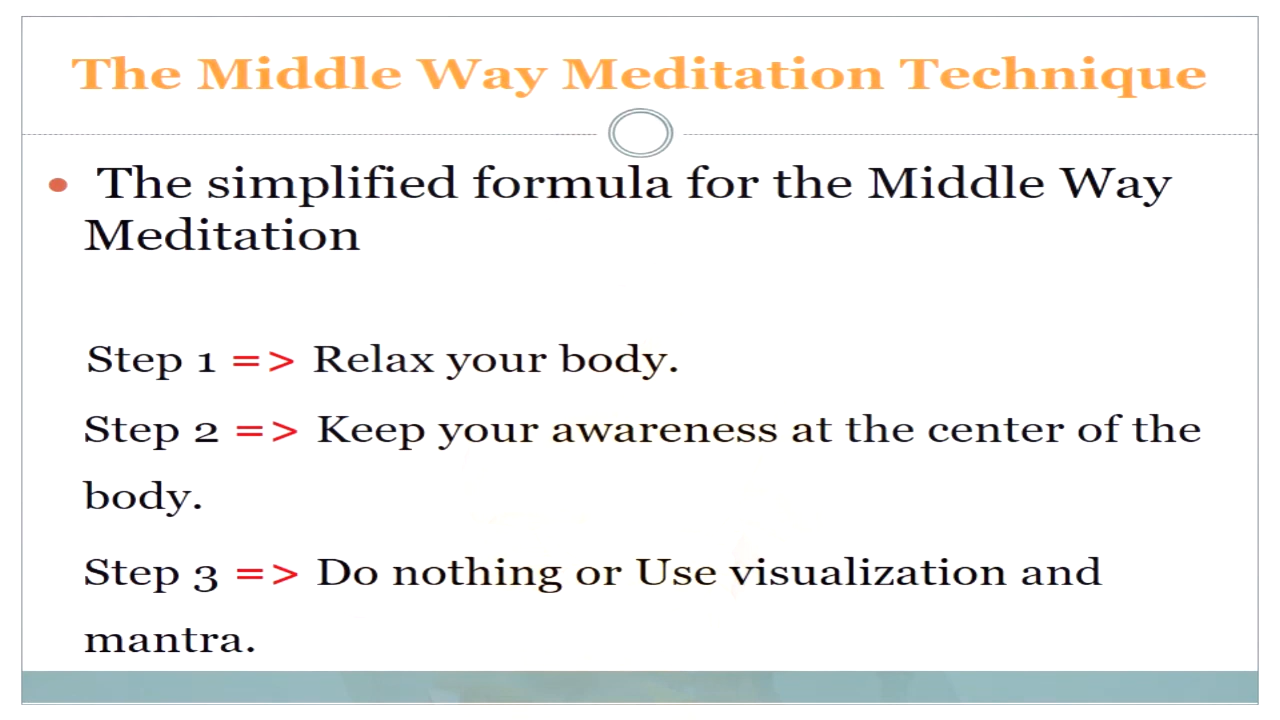 The Middle Way Meditation Technique
• The simplified formula for the Middle Way
Meditation
Step 1 => Relax your body.
Step 2 => Keep your awareness at the center of the
body.
Step 3 => Do nothing or Use visualization and
mantra.